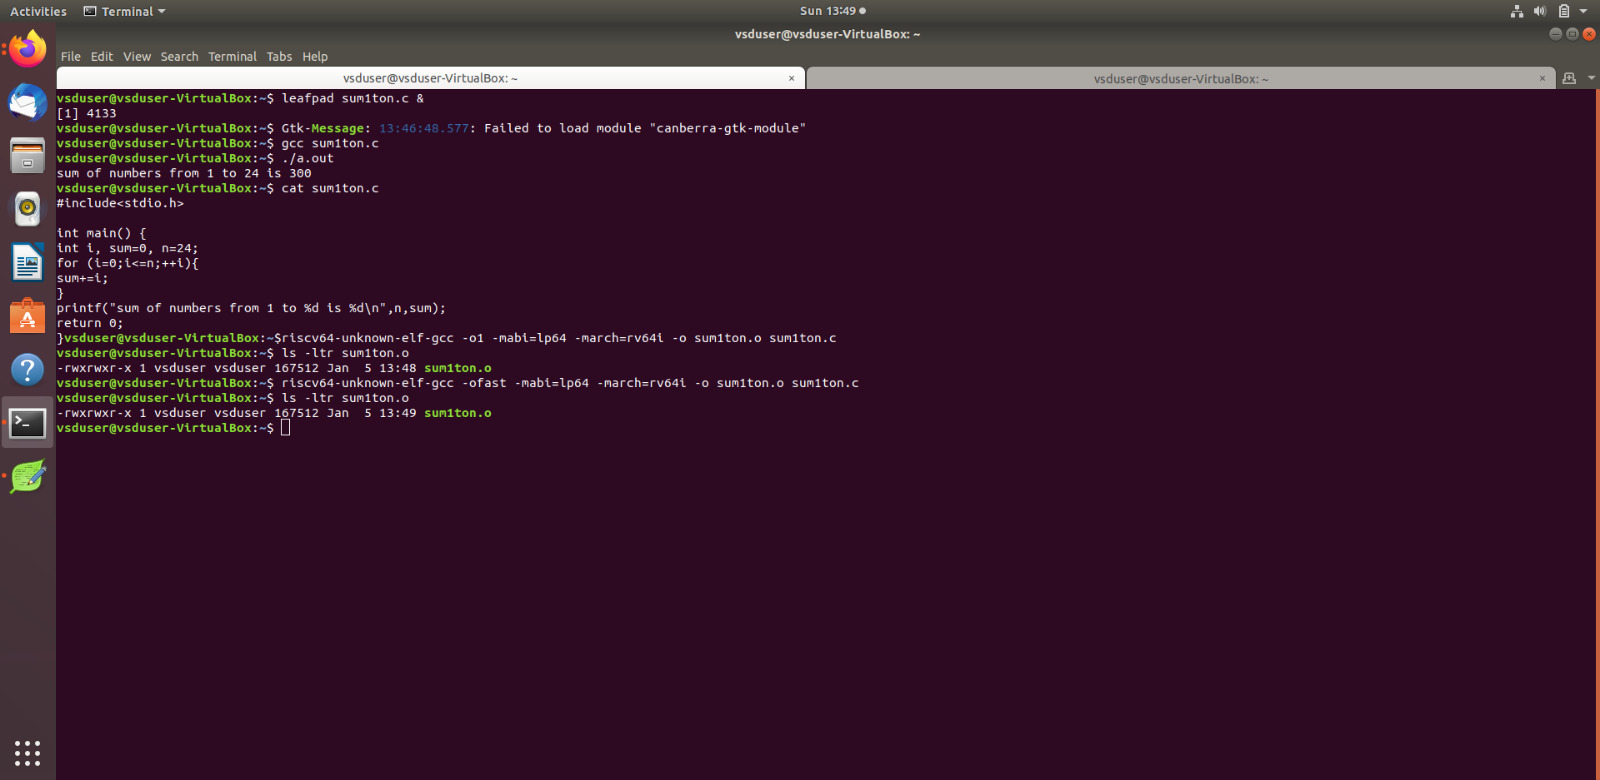 Activities Terminal Sun 13:49
vsduser@vsduser-VirtualBox: ~
File Edit View Search Terminal Tabs Help
vsduser@vsduser-VirtualBox: ~ × vsduser@vsduser-VirtualBox: ~ ×
vsduser@vsduser-VirtualBox:~$ leafpad sum1ton.c &
[1] 4133
vsduser@vsduser-VirtualBox:~$ Gtk-Message: 13:46:48.577: Failed to load module "canberra-gtk-module"
vsduser@vsduser-VirtualBox:~$ gcc sum1ton.c
vsduser@vsduser-VirtualBox:~$ ./a.out
sum of numbers from 1 to 24 is 300
vsduser@vsduser-VirtualBox:~$ cat sum1ton.c
#include<stdio.h>
int main() {
int i, sum=0, n=24;
for (i=0;i<=n;++i){
sum+=i;
}
printf("sum of numbers from 1 to %d is %d\n",n,sum);
return 0;
}vsduser@vsduser-VirtualBox:~$riscv64-unknown-elf-gcc -o1 -mabi=lp64 -march=rv64i -o sum1ton.o sum1ton.c
vsduser@vsduser-VirtualBox:~$ ls -ltr sum1ton.o
-rwxrwxr-x 1 vsduser vsduser 167512 Jan  5 13:48 sum1ton.o
vsduser@vsduser-VirtualBox:~$ riscv64-unknown-elf-gcc -ofast -mabi=lp64 -march=rv64i -o sum1ton.o sum1ton.c
vsduser@vsduser-VirtualBox:~$ ls -ltr sum1ton.o
-rwxrwxr-x 1 vsduser vsduser 167512 Jan  5 13:49 sum1ton.o
vsduser@vsduser-VirtualBox:~$